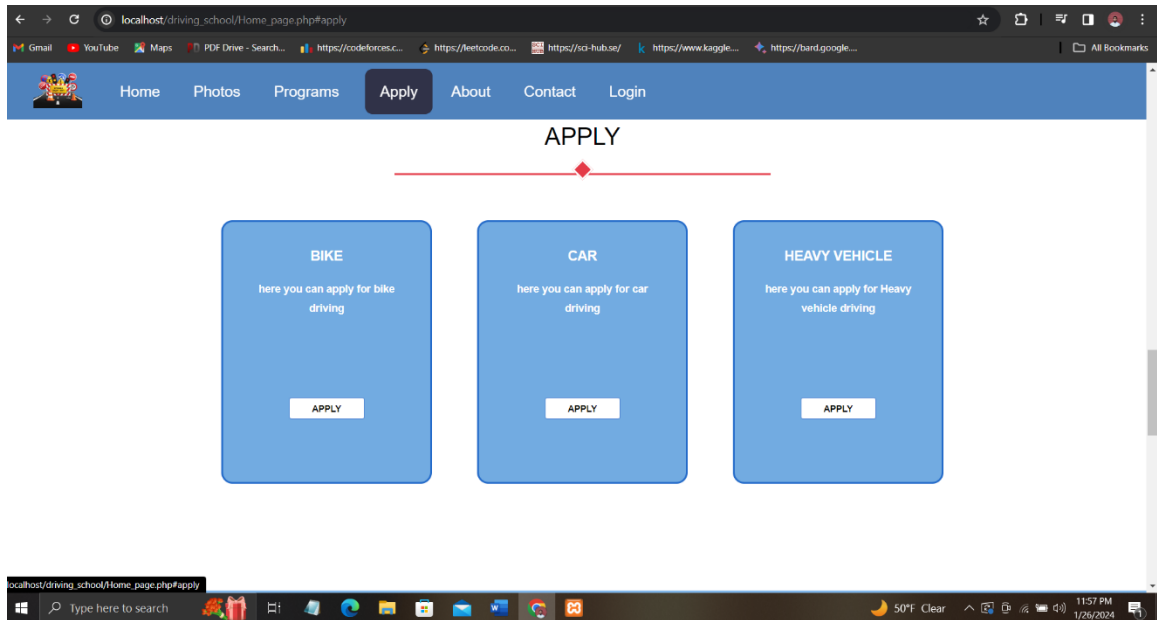 localhost/driving_school/Home_page.php#apply
Gmail YouTube Maps PDF Drive - Search... https://codeforces.c... https://leetcode.co... https://sci-hub.se/ https://www.kaggle.... https://bard.google.... All Bookmarks
Home Photos Programs Apply About Contact Login
APPLY
BIKE
here you can apply for bike
driving
APPLY
CAR
here you can apply for car
driving
APPLY
HEAVY VEHICLE
here you can apply for Heavy
vehicle driving
APPLY
localhost/driving_school/Home_page.php#apply
Type here to search
50°F Clear
11:57 PM
1/26/2024